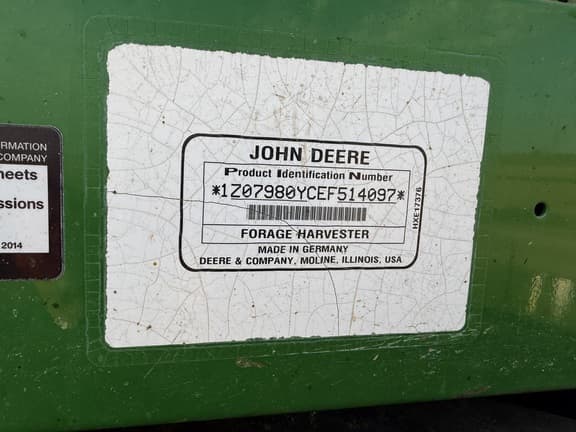 ORMATION
COMPANY
heets
ssions
2014
JOHN DEERE
Product Identification Number
*1Z07980YCEF514097*
FORAGE HARVESTER
MADE IN GERMANY
DEERE & COMPANY, MOLINE, ILLINOIS, USA
HXE17376